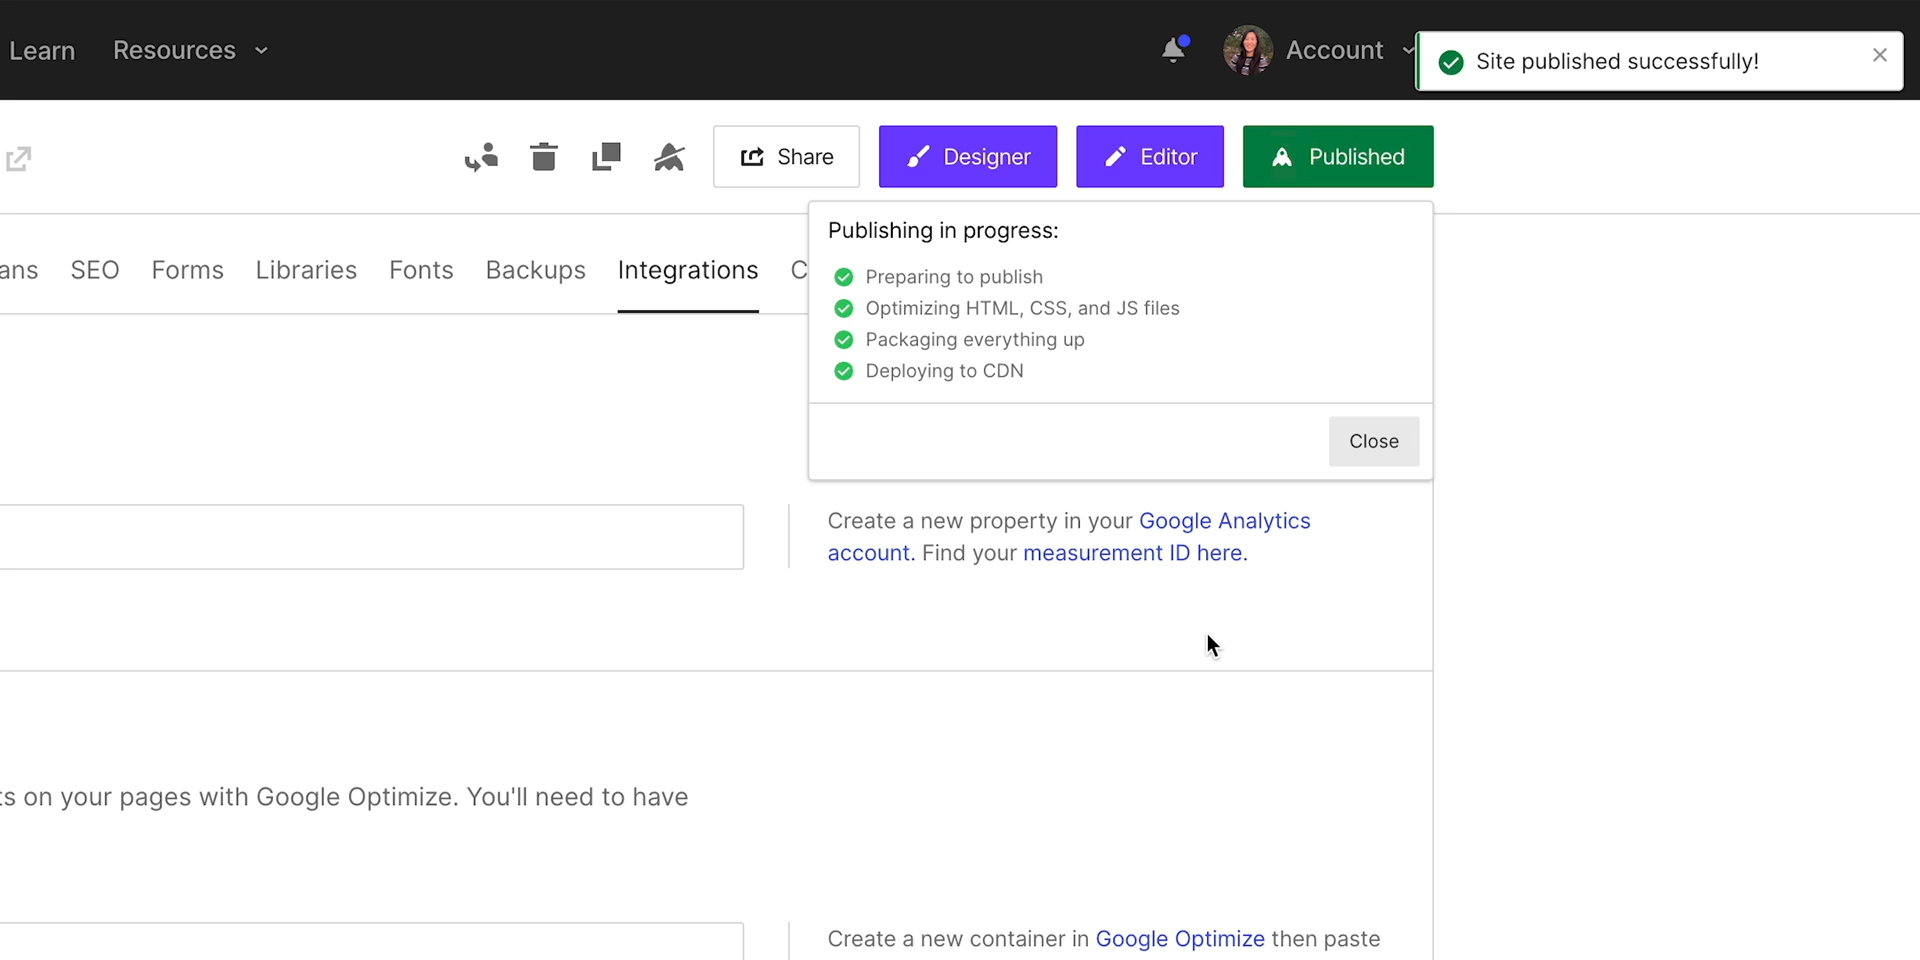 Learn Resources Account
Site published successfully!
Share Designer Editor Published
Publishing in progress:
SEO Forms Libraries Fonts Backups Integrations
Preparing to publish
Optimizing HTML, CSS, and JS files
Packaging everything up
Deploying to CDN
Close
Create a new property in your Google Analytics
account. Find your measurement ID here.
on your pages with Google Optimize. You'll need to have
Create a new container in Google Optimize then paste